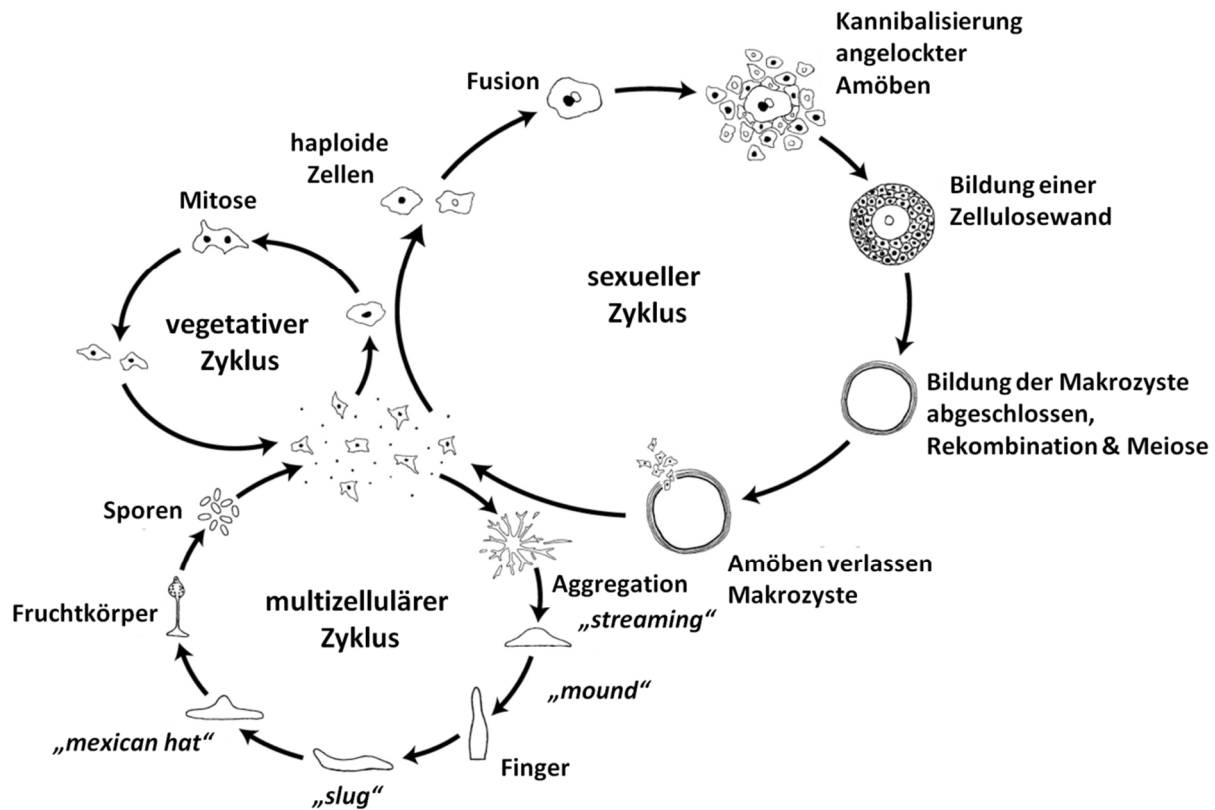 Kannibalisierung
angelockter
Amöben
Fusion
haploide
Zellen
Mitose
Bildung einer
Zellulosewand
sexueller
Zyklus
vegetativer
Zyklus
Bildung der Makrozyste
abgeschlossen,
Rekombination & Meiose
Sporen
Amöben verlassen
Makrozyste
Aggregation
„streaming“
multizellulärer
Zyklus
Fruchtkörper
„mound“
„mexican hat“
Finger
„slug“